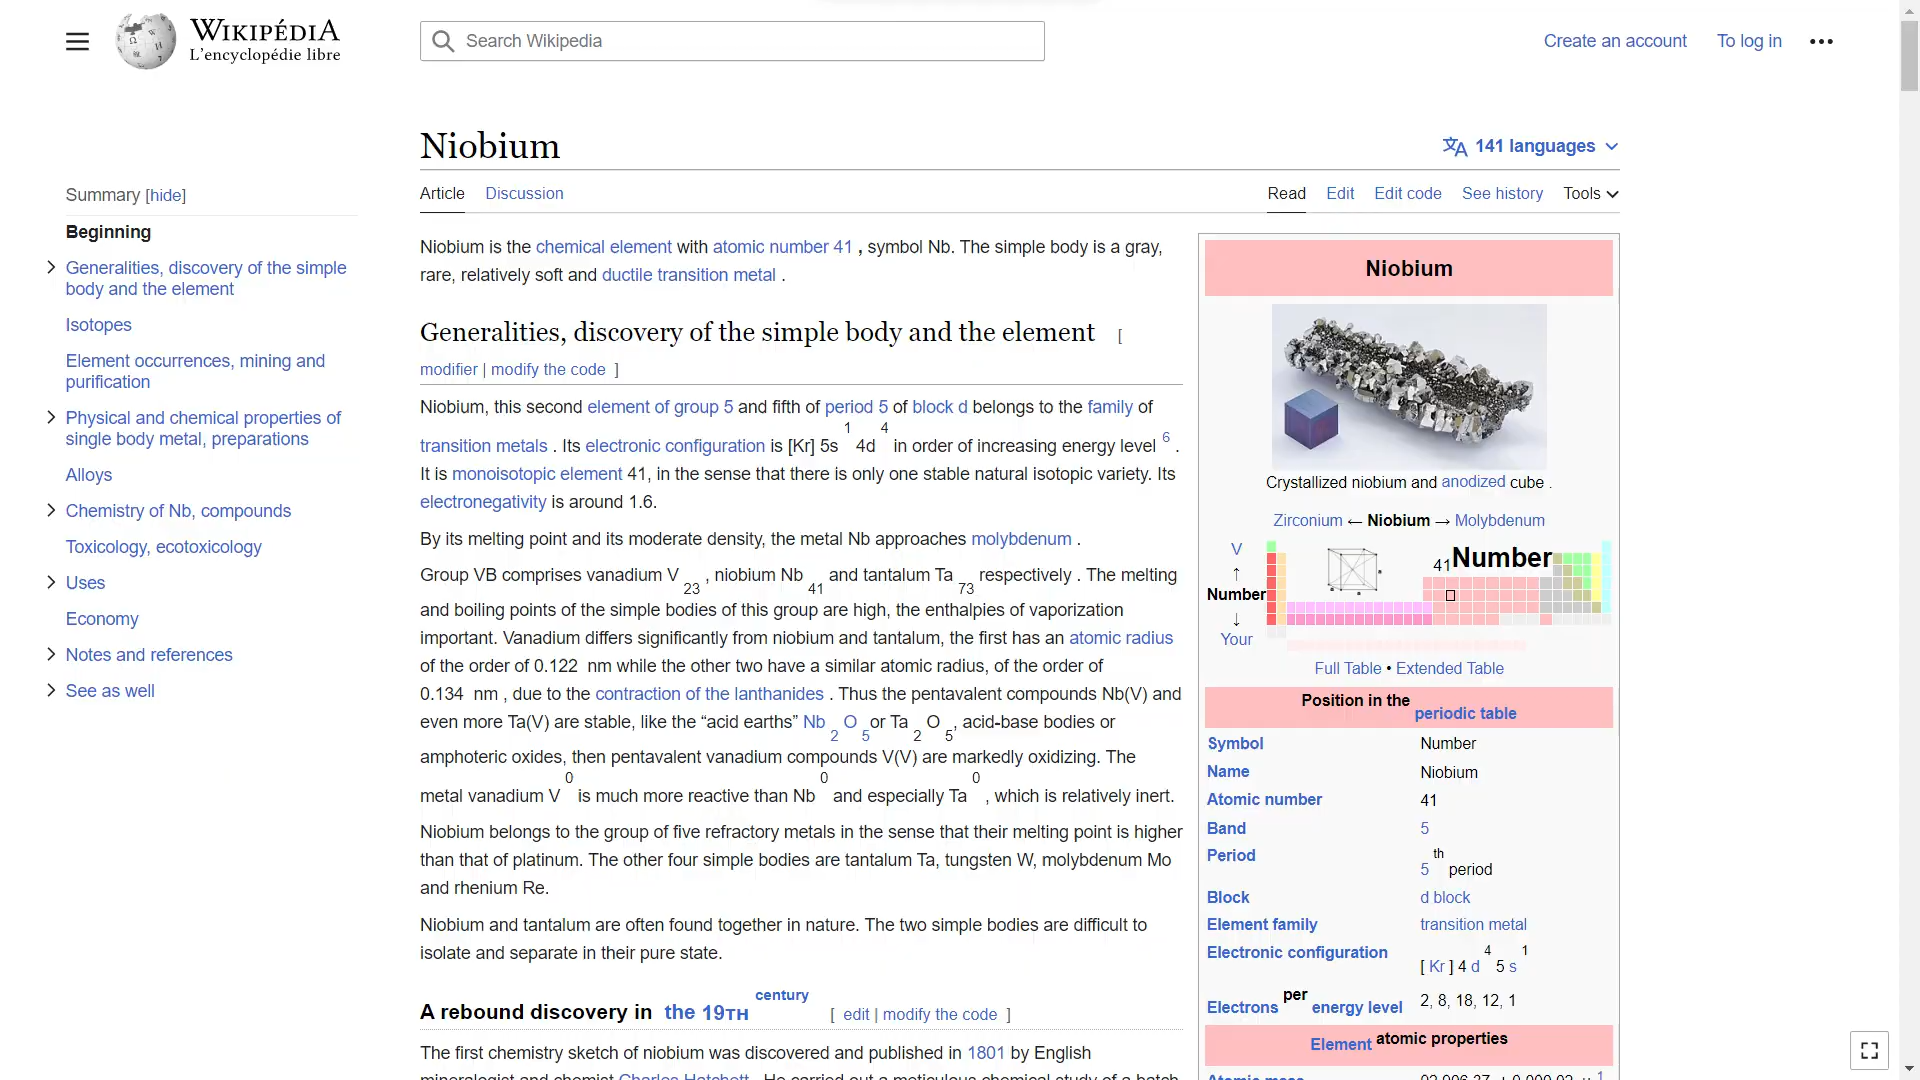 WIKIPÉDIA
L'encyclopédie libre
Search Wikipedia
Create an account
To log in
Niobium
141 languages
Article
Discussion
Read
Edit
Edit code
See history
Tools
Summary [hide]
Beginning
Generalities, discovery of the simple
body and the element
Isotopes
Element occurrences, mining and
purification
Physical and chemical properties of
single body metal, preparations
Alloys
Chemistry of Nb, compounds
Toxicology, ecotoxicology
Uses
Economy
Notes and references
See as well
Niobium is the chemical element with atomic number 41 , symbol Nb. The simple body is a gray,
rare, relatively soft and ductile transition metal .
Generalities, discovery of the simple body and the element [
modifier | modify the code ]
Niobium, this second element of group 5 and fifth of period 5 of block d belongs to the family of
transition metals . Its electronic configuration is [Kr] 5s 1 4d 4 in order of increasing energy level 6 .
It is monoisotopic element 41, in the sense that there is only one stable natural isotopic variety. Its
electronegativity is around 1.6.
By its melting point and its moderate density, the metal Nb approaches molybdenum .
Group VB comprises vanadium V 23 , niobium Nb 41 and tantalum Ta 73 respectively . The melting
and boiling points of the simple bodies of this group are high, the enthalpies of vaporization
important. Vanadium differs significantly from niobium and tantalum, the first has an atomic radius
of the order of 0.122 nm while the other two have a similar atomic radius, of the order of
0.134 nm , due to the contraction of the lanthanides . Thus the pentavalent compounds Nb(V) and
even more Ta(V) are stable, like the “acid earths” Nb 2 O 5 or Ta 2 O 5, acid-base bodies or
amphoteric oxides, then pentavalent vanadium compounds V(V) are markedly oxidizing. The
metal vanadium V 0 is much more reactive than Nb 0 and especially Ta 0 , which is relatively inert.
Niobium belongs to the group of five refractory metals in the sense that their melting point is higher
than that of platinum. The other four simple bodies are tantalum Ta, tungsten W, molybdenum Mo
and rhenium Re.
Niobium and tantalum are often found together in nature. The two simple bodies are difficult to
isolate and separate in their pure state.
A rebound discovery in the 19TH century [ edit | modify the code ]
The first chemistry sketch of niobium was discovered and published in 1801 by English
mineralogist and chemist Charles Hatchett . He carried out a meticulous chemical study of a batch
Niobium
Crystallized niobium and anodized cube .
Zirconium ← Niobium → Molybdenum
V
↑
Number
↓
Your
41Number
Full Table • Extended Table
Position in the periodic table
Symbol Number
Name Niobium
Atomic number 41
Band 5
Period 5 th period
Block d block
Element family transition metal
Electronic configuration [ Kr ] 4 d 4 5 s 1
Electrons per energy level 2, 8, 18, 12, 1
Element atomic properties
Atomic mass